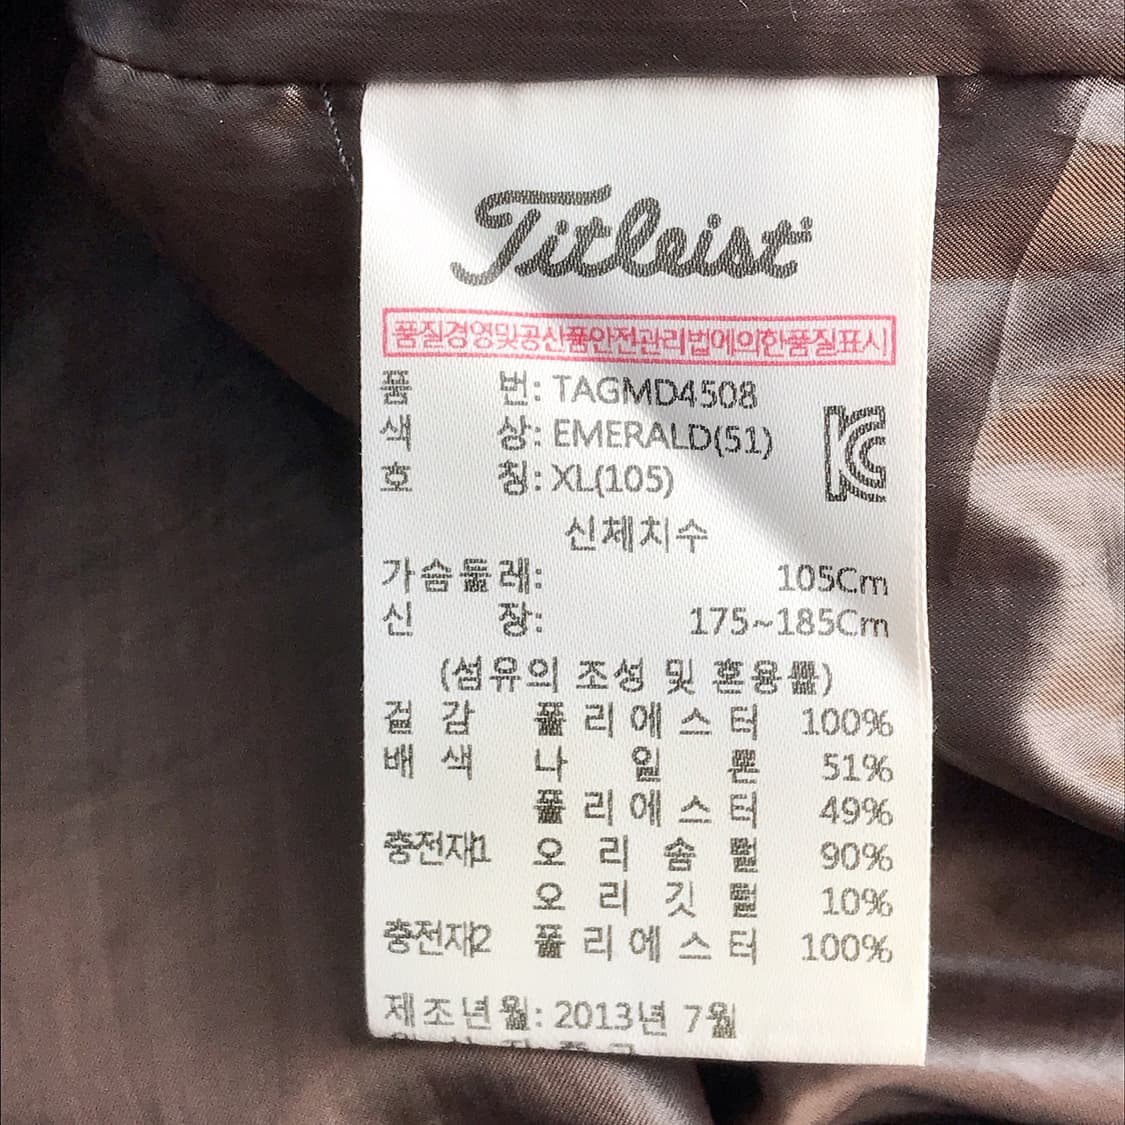 Titleist
품질경영및공산품안전관리법에의한품질표시
품 번: TAGMD4508
색 상: EMERALD(51)
호 칭: XL(105)
KC
신체치수
가슴둘레: 105Cm
신 장: 175~185Cm
(섬유의 조성 및 혼용률)
겉 감 폴 리 에 스 터 100%
배 색 나 일 론 51%
폴 리 에 스 터 49%
충전재1 오 리 솜 털 90%
오 리 깃 털 10%
충전재2 폴 리 에 스 터 100%
제조년월: 2013년 7월